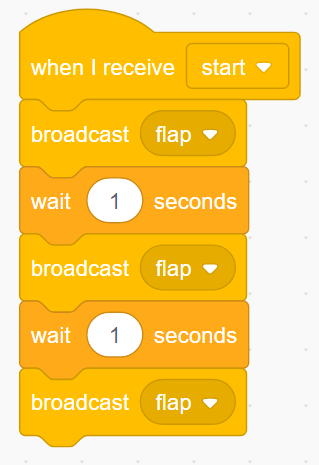 when I receive start
broadcast flap
wait 1 seconds
broadcast flap
wait 1 seconds
broadcast flap